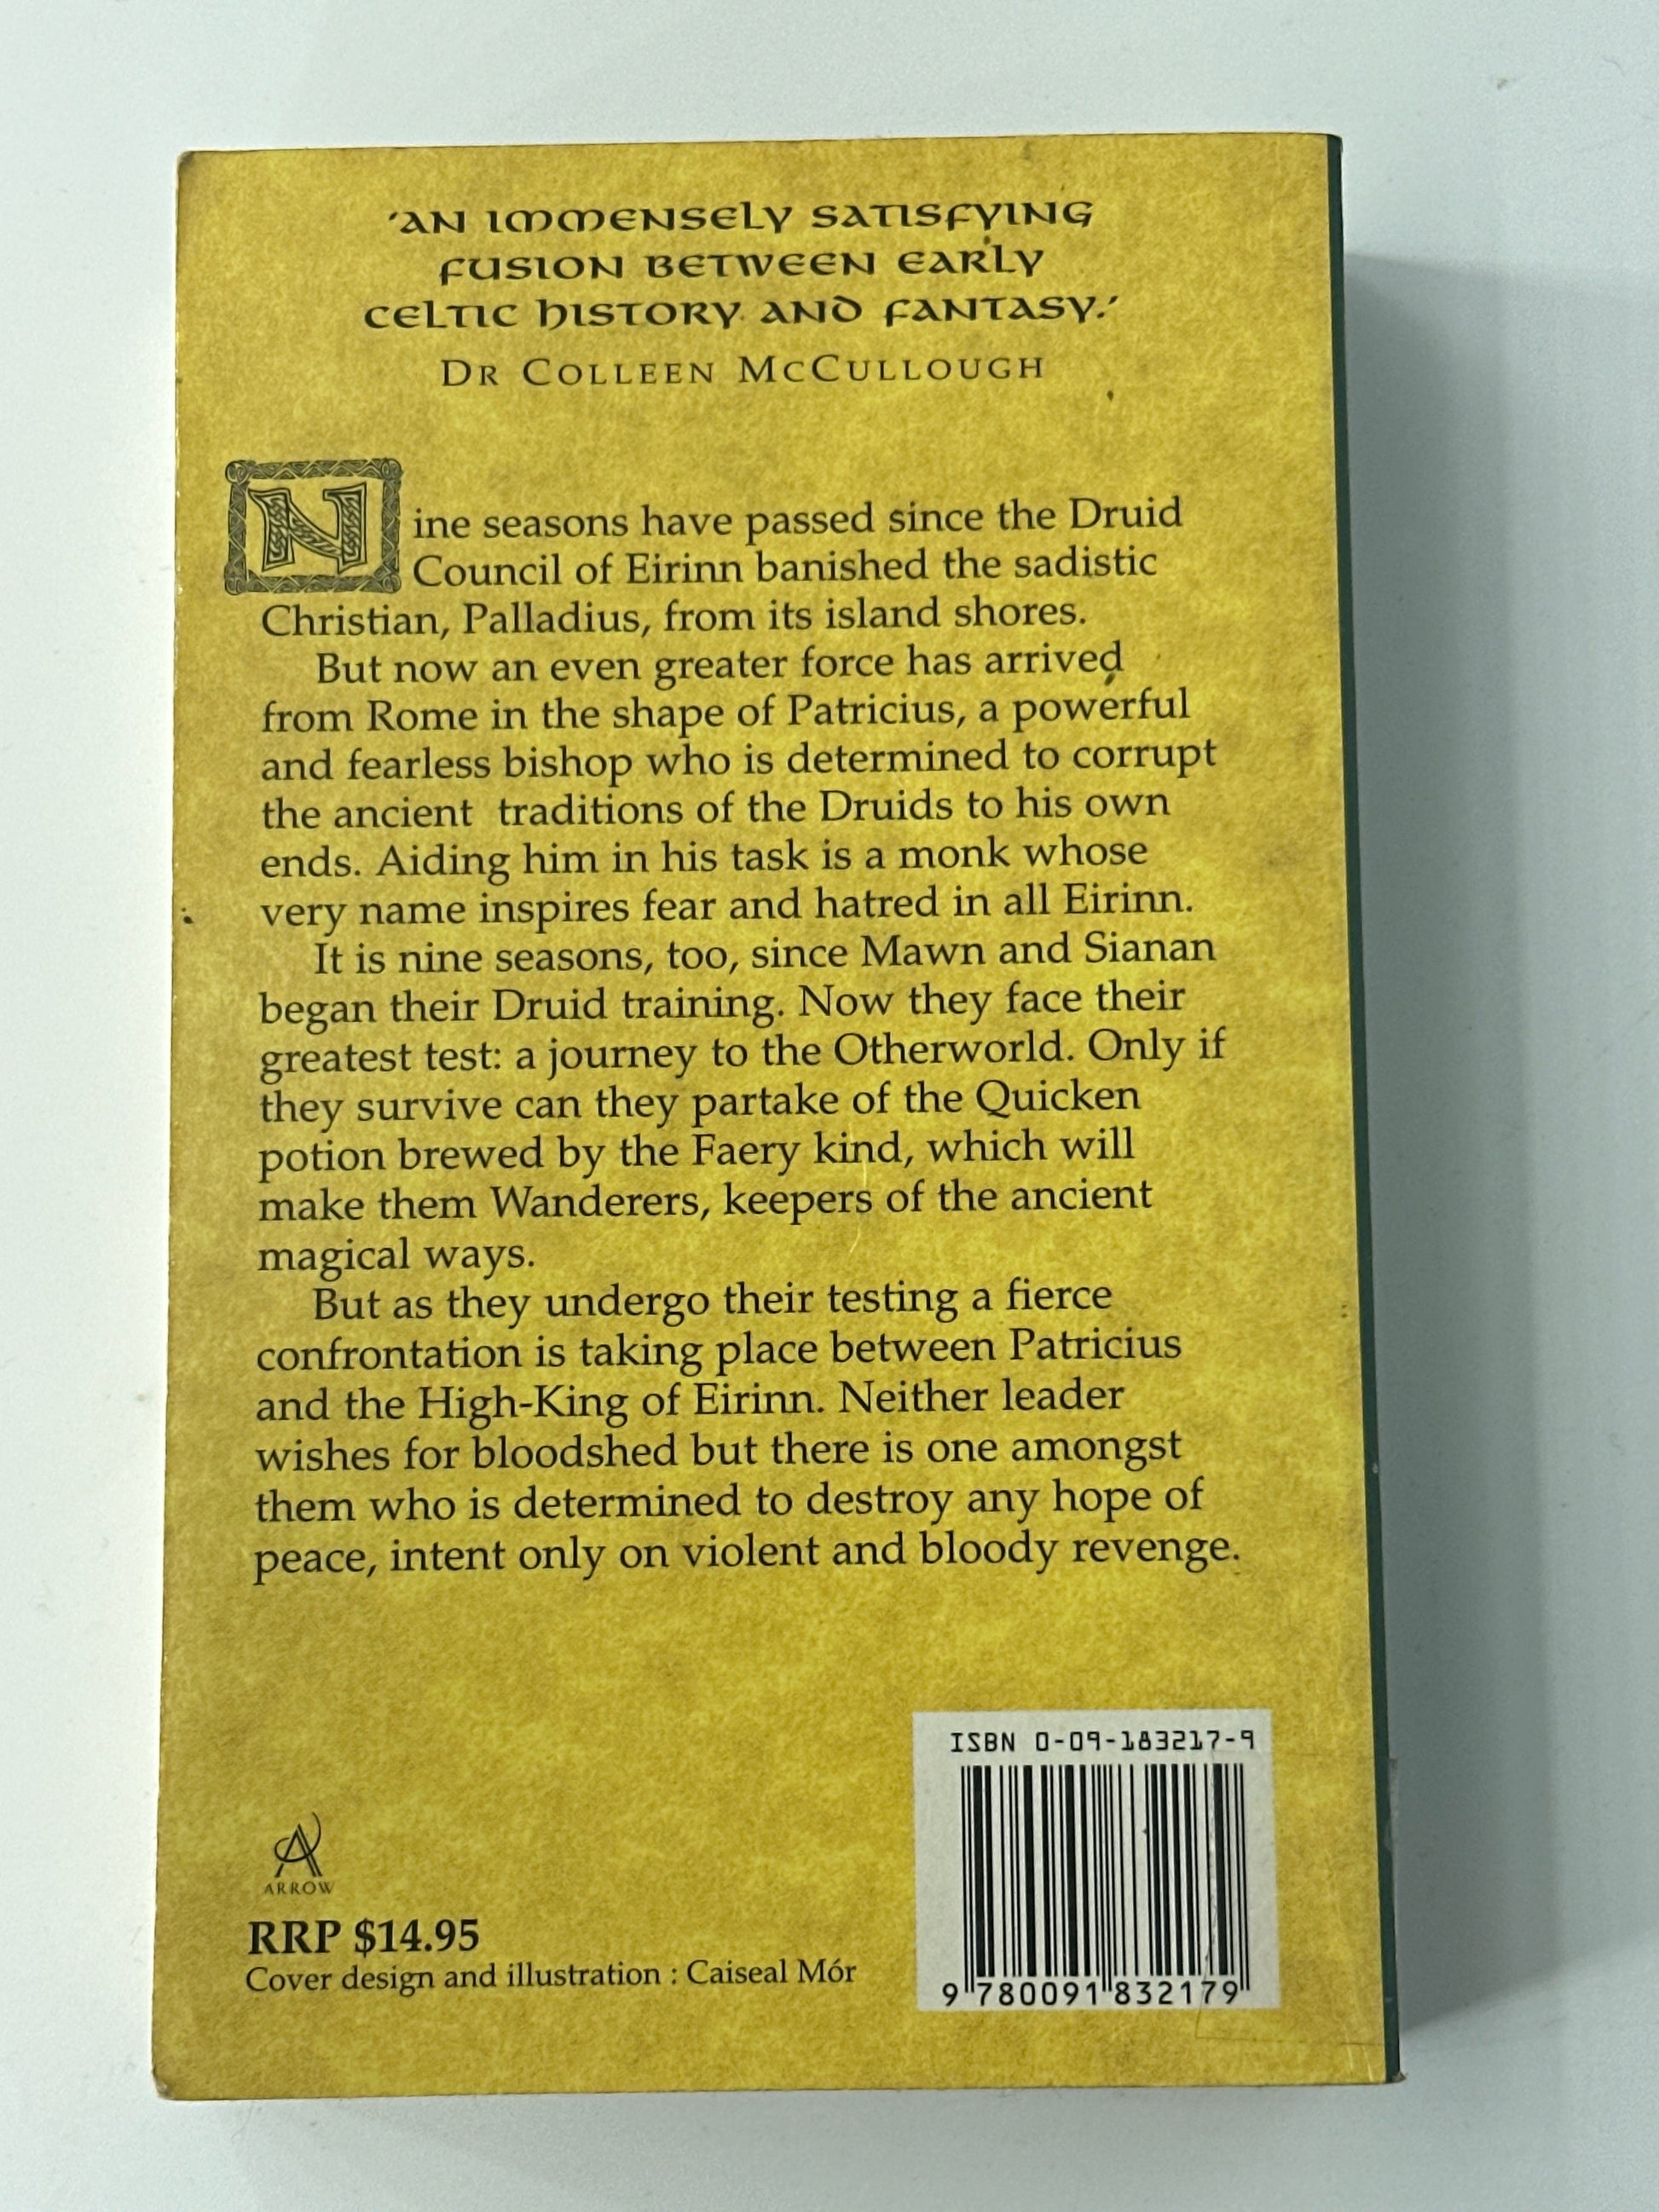 'AN IMMENSELY SATISFYING
FUSION BETWEEN EARLY
CELTIC HISTORY AND FANTASY.'
DR COLLEEN MCCULLOUGH
Nine seasons have passed since the Druid
Council of Eirinn banished the sadistic
Christian, Palladius, from its island shores.
But now an even greater force has arrived
from Rome in the shape of Patricius, a powerful
and fearless bishop who is determined to corrupt
the ancient traditions of the Druids to his own
ends. Aiding him in his task is a monk whose
very name inspires fear and hatred in all Eirinn.
It is nine seasons, too, since Mawn and Sianan
began their Druid training. Now they face their
greatest test: a journey to the Otherworld. Only if
they survive can they partake of the Quicken
potion brewed by the Faery kind, which will
make them Wanderers, keepers of the ancient
magical ways.
But as they undergo their testing a fierce
confrontation is taking place between Patricius
and the High-King of Eirinn. Neither leader
wishes for bloodshed but there is one amongst
them who is determined to destroy any hope of
peace, intent only on violent and bloody revenge.
ISBN 0-09-183217-9
9 780091 832179
ARROW
RRP $14.95
Cover design and illustration : Caiseal Mór